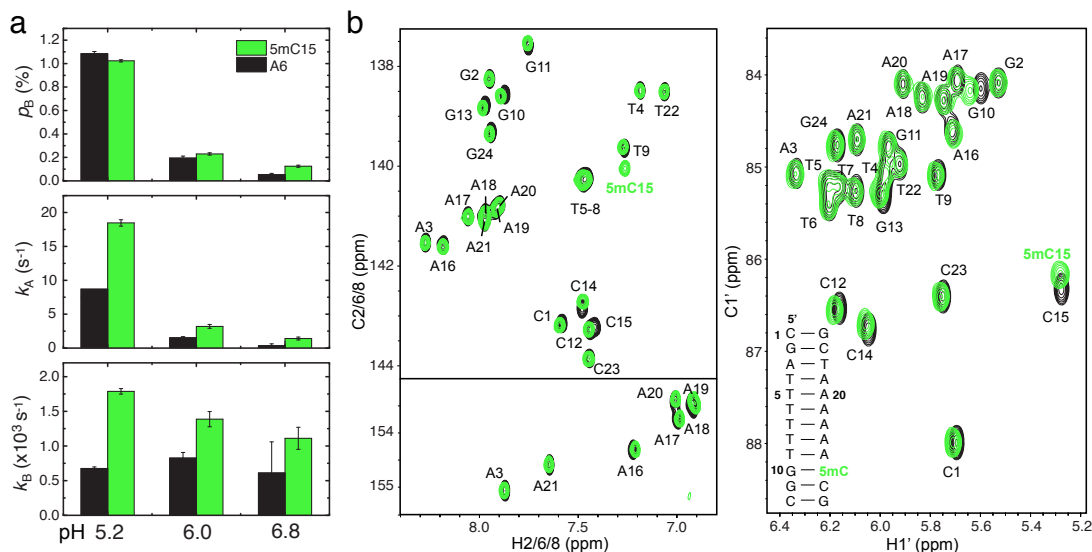 a
5mC15
A6
p_B (%)
1.2
1.0
0.8
0.6
0.4
0.2
0.0
k_A (s⁻¹)
25
20
15
10
5
0
k_B (x10³ s⁻¹)
2.0
1.5
1.0
0.5
0.0
pH 5.2 6.0 6.8
b
C2/6/8 (ppm)
138
140
142
144
154
155
G11
G2
G10
G13
G24
T4
T22
T9
5mC15
T5-8
A18
A20
A17
A19
A21
A3
A16
C14
C1
C15
C12
C23
A20
A19
A17
A18
A16
A21
A3
8.0 7.5 7.0
H2/6/8 (ppm)
C1' (ppm)
84
85
86
87
88
A17
A20
A19
G2
A18
G10
A21
G24
G11
A16
A3
T5
T7
T4
T22
T9
T6
T8
G13
5mC15
C12
C23
C15
C14
C1
5'
1 C – G
G – C
A – T
T – A
5 T – A 20
T – A
T – A
T – A
G – C
10 G – 5mC
G – C
C – G
6.4 6.2 6.0 5.8 5.6 5.4 5.2
H1' (ppm)